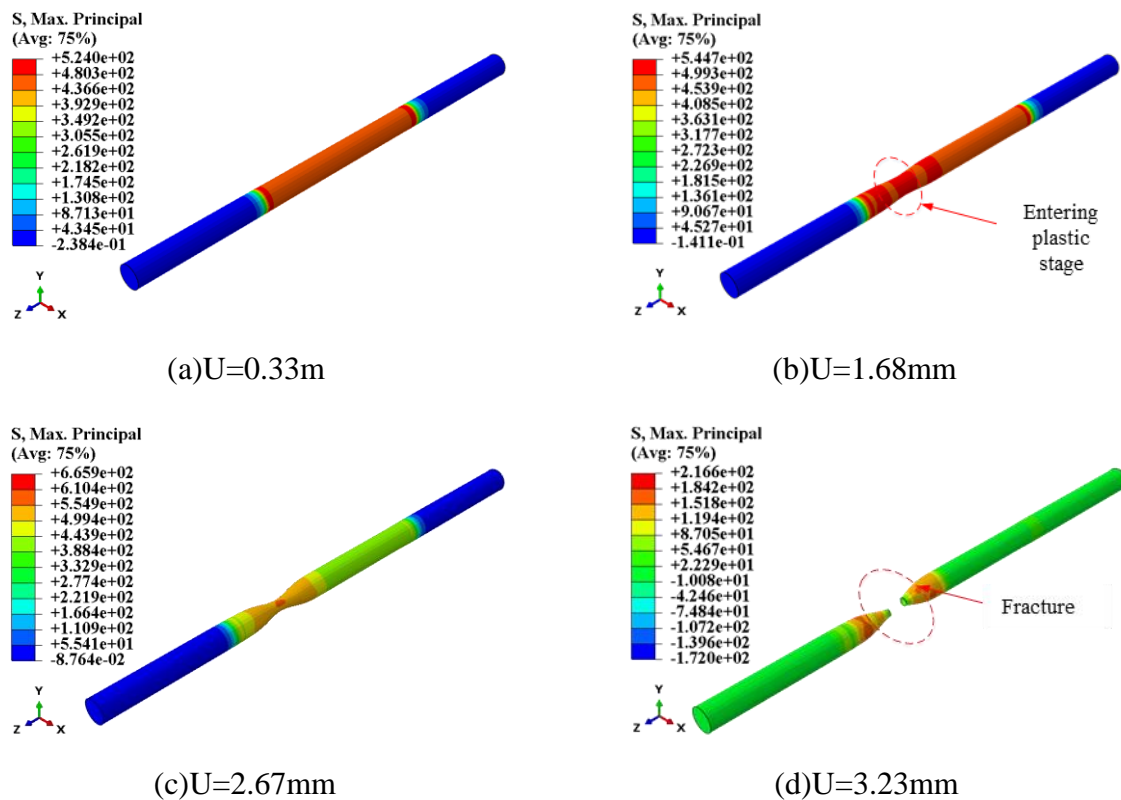 S, Max. Principal
(Avg: 75%)
+5.240e+02
+4.803e+02
+4.366e+02
+3.929e+02
+3.492e+02
+3.055e+02
+2.619e+02
+2.182e+02
+1.745e+02
+1.308e+02
+8.713e+01
+4.345e+01
-2.384e-01
Y
Z
X
(a)U=0.33m
S, Max. Principal
(Avg: 75%)
+5.447e+02
+4.993e+02
+4.539e+02
+4.085e+02
+3.631e+02
+3.177e+02
+2.723e+02
+2.269e+02
+1.815e+02
+1.361e+02
+9.067e+01
+4.527e+01
-1.411e-01
Entering
plastic
stage
Y
Z
X
(b)U=1.68mm
S, Max. Principal
(Avg: 75%)
+6.659e+02
+6.104e+02
+5.549e+02
+4.994e+02
+4.439e+02
+3.884e+02
+3.329e+02
+2.774e+02
+2.219e+02
+1.664e+02
+1.109e+02
+5.541e+01
-8.764e-02
Y
Z
X
(c)U=2.67mm
S, Max. Principal
(Avg: 75%)
+2.166e+02
+1.842e+02
+1.518e+02
+1.194e+02
+8.705e+01
+5.467e+01
+2.229e+01
-1.008e+01
-4.246e+01
-7.484e+01
-1.072e+02
-1.396e+02
-1.720e+02
Fracture
Y
Z
X
(d)U=3.23mm